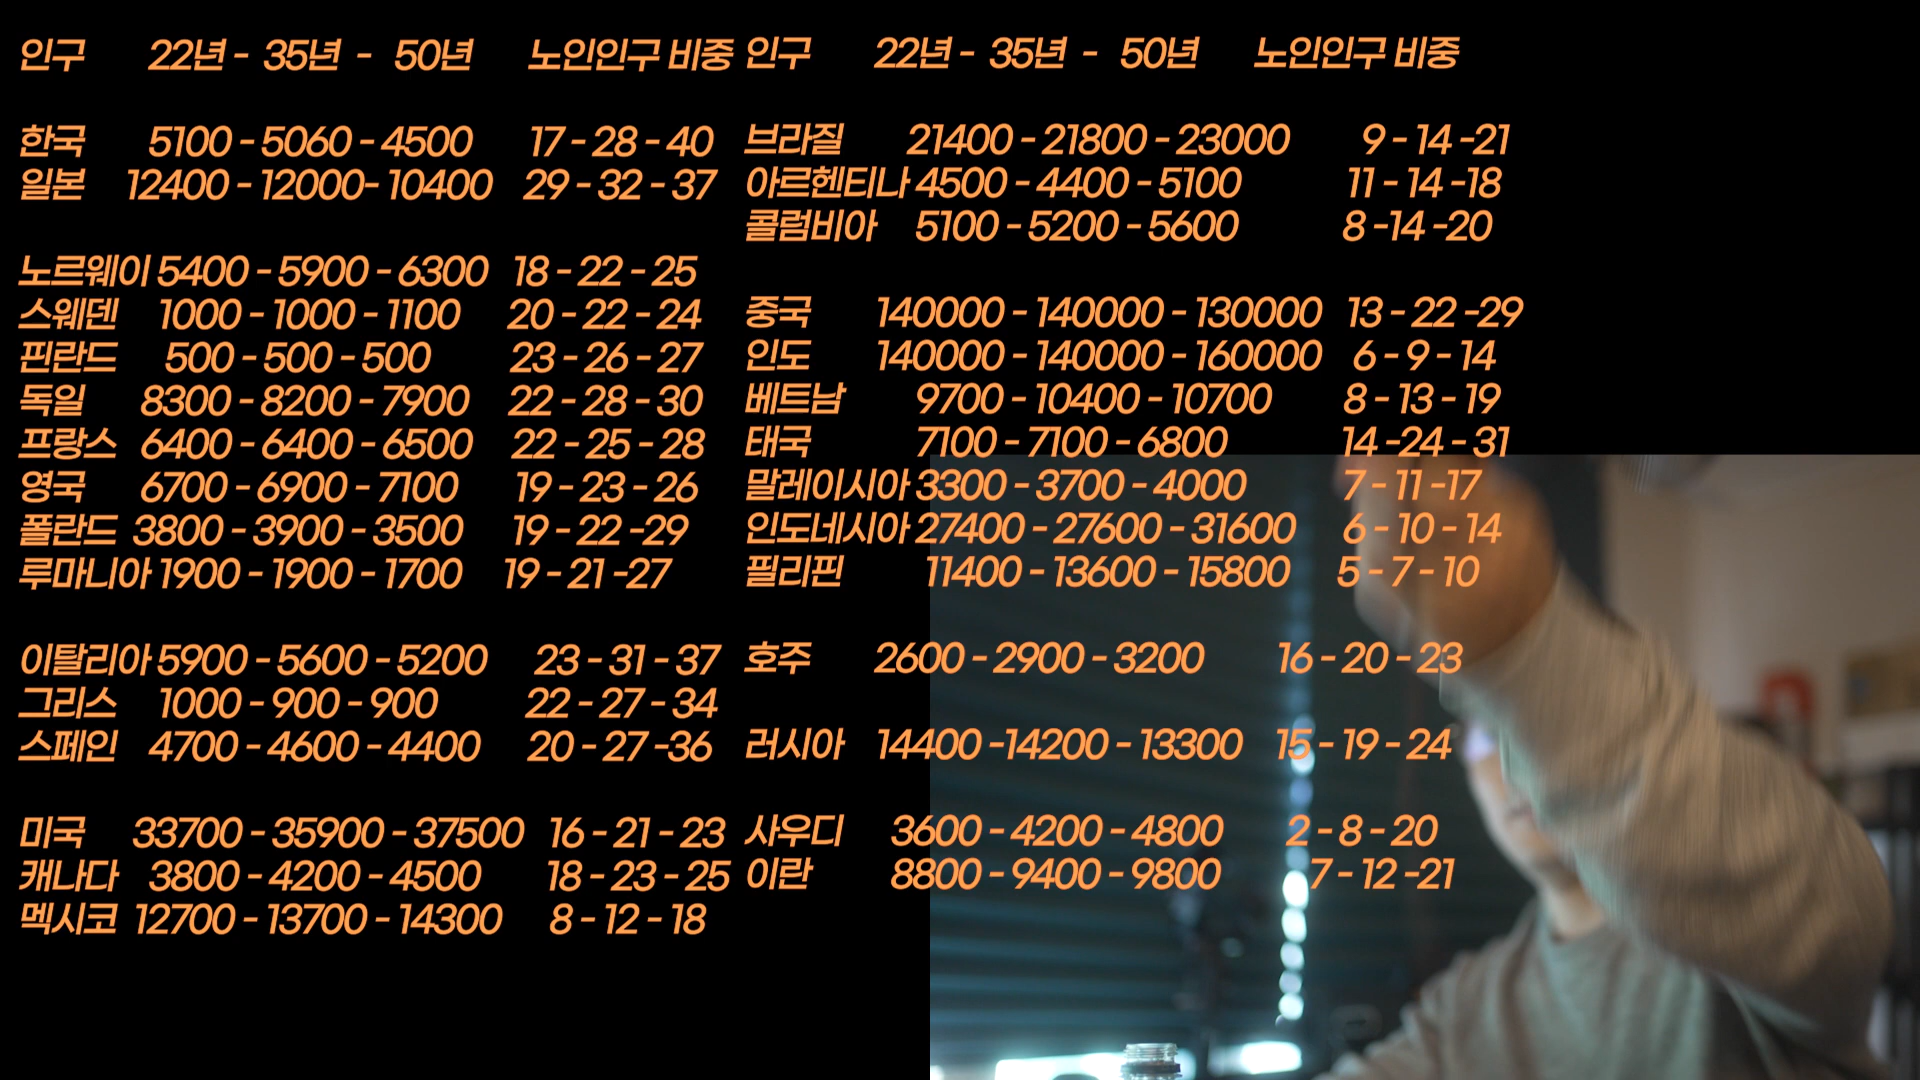 인구 22년 - 35년 - 50년 노인인구 비중
한국 5100 - 5060 - 4500 17 - 28 - 40
일본 12400 - 12000- 10400 29 - 32 - 37
노르웨이 5400 - 5900 - 6300 18 - 22 - 25
스웨덴 1000 - 1000 - 1100 20 - 22 - 24
핀란드 500 - 500 - 500 23 - 26 - 27
독일 8300 - 8200 - 7900 22 - 28 - 30
프랑스 6400 - 6400 - 6500 22 - 25 - 28
영국 6700 - 6900 - 7100 19 - 23 - 26
폴란드 3800 - 3900 - 3500 19 - 22 -29
루마니아 1900 - 1900 - 1700 19 - 21 -27
이탈리아 5900 - 5600 - 5200 23 - 31 - 37
그리스 1000 - 900 - 900 22 - 27 - 34
스페인 4700 - 4600 - 4400 20 - 27 -36
미국 33700 - 35900 - 37500 16 - 21 - 23
캐나다 3800 - 4200 - 4500 18 - 23 - 25
멕시코 12700 - 13700 - 14300 8 - 12 - 18
인구 22년 - 35년 - 50년 노인인구 비중
브라질 21400 - 21800 - 23000 9 - 14 -21
아르헨티나 4500 - 4400 - 5100 11 - 14 -18
콜럼비아 5100 - 5200 - 5600 8 -14 -20
중국 140000 - 140000 - 130000 13 - 22 -29
인도 140000 - 140000 - 160000 6 - 9 - 14
베트남 9700 - 10400 - 10700 8 - 13 - 19
태국 7100 - 7100 - 6800 14 -24 - 31
말레이시아 3300 - 3700 - 4000 7 - 11 -17
인도네시아 27400 - 27600 - 31600 6 - 10 - 14
필리핀 11400 - 13600 - 15800 5 - 7 - 10
호주 2600 - 2900 - 3200 16 - 20 - 23
러시아 14400 -14200 - 13300 15 - 19 - 24
사우디 3600 - 4200 - 4800 2 - 8 - 20
이란 8800 - 9400 - 9800 7 - 12 -21